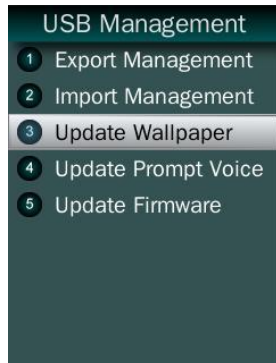 USB Management
1 Export Management
2 Import Management
3 Update Wallpaper
4 Update Prompt Voice
5 Update Firmware